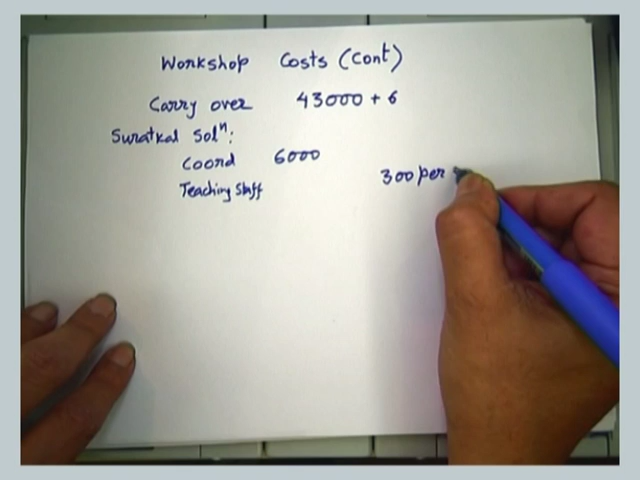 Workshop Costs (Cont)
Carry over 43000 + 6
Suratkal Solⁿ:
Coord 6000
Teaching Staff 300 per